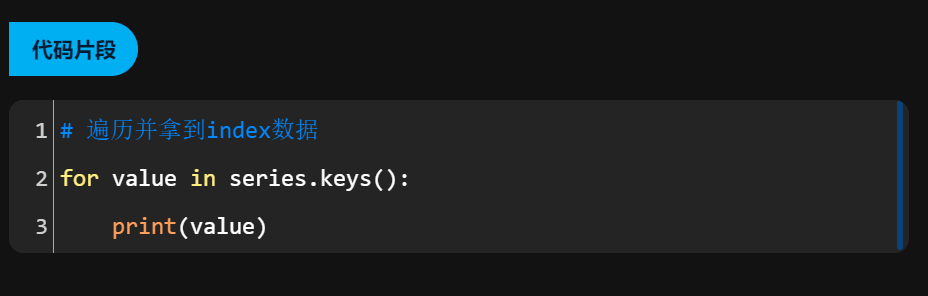 代码片段
1 # 遍历并拿到index数据
2 for value in series.keys():
3     print(value)